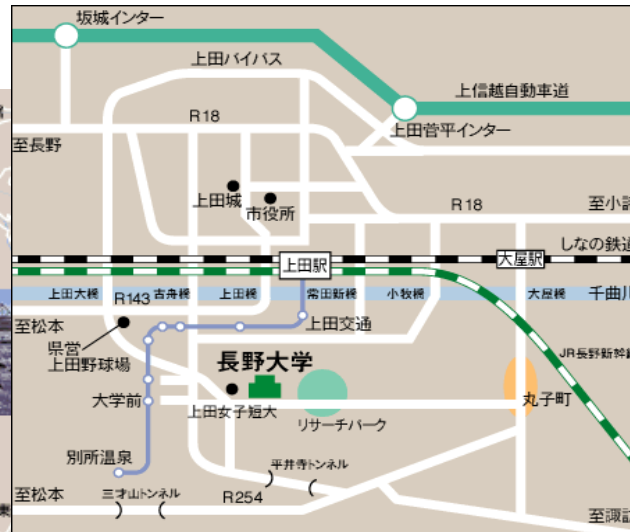 坂城インター
上田バイパス
上信越自動車道
R18
上田菅平インター
至長野
上田城
市役所
R18
至小諸
しなの鉄道
上田駅
大屋駅
上田大橋
R143
古舟橋
上田橋
常田新橋
小牧橋
大屋橋
千曲川
至松本
上田交通
県営
上田野球場
長野大学
JR長野新幹線
大学前
上田女子短大
リサーチパーク
丸子町
別所温泉
平井寺トンネル
至松本
三才山トンネル
R254
至諏訪